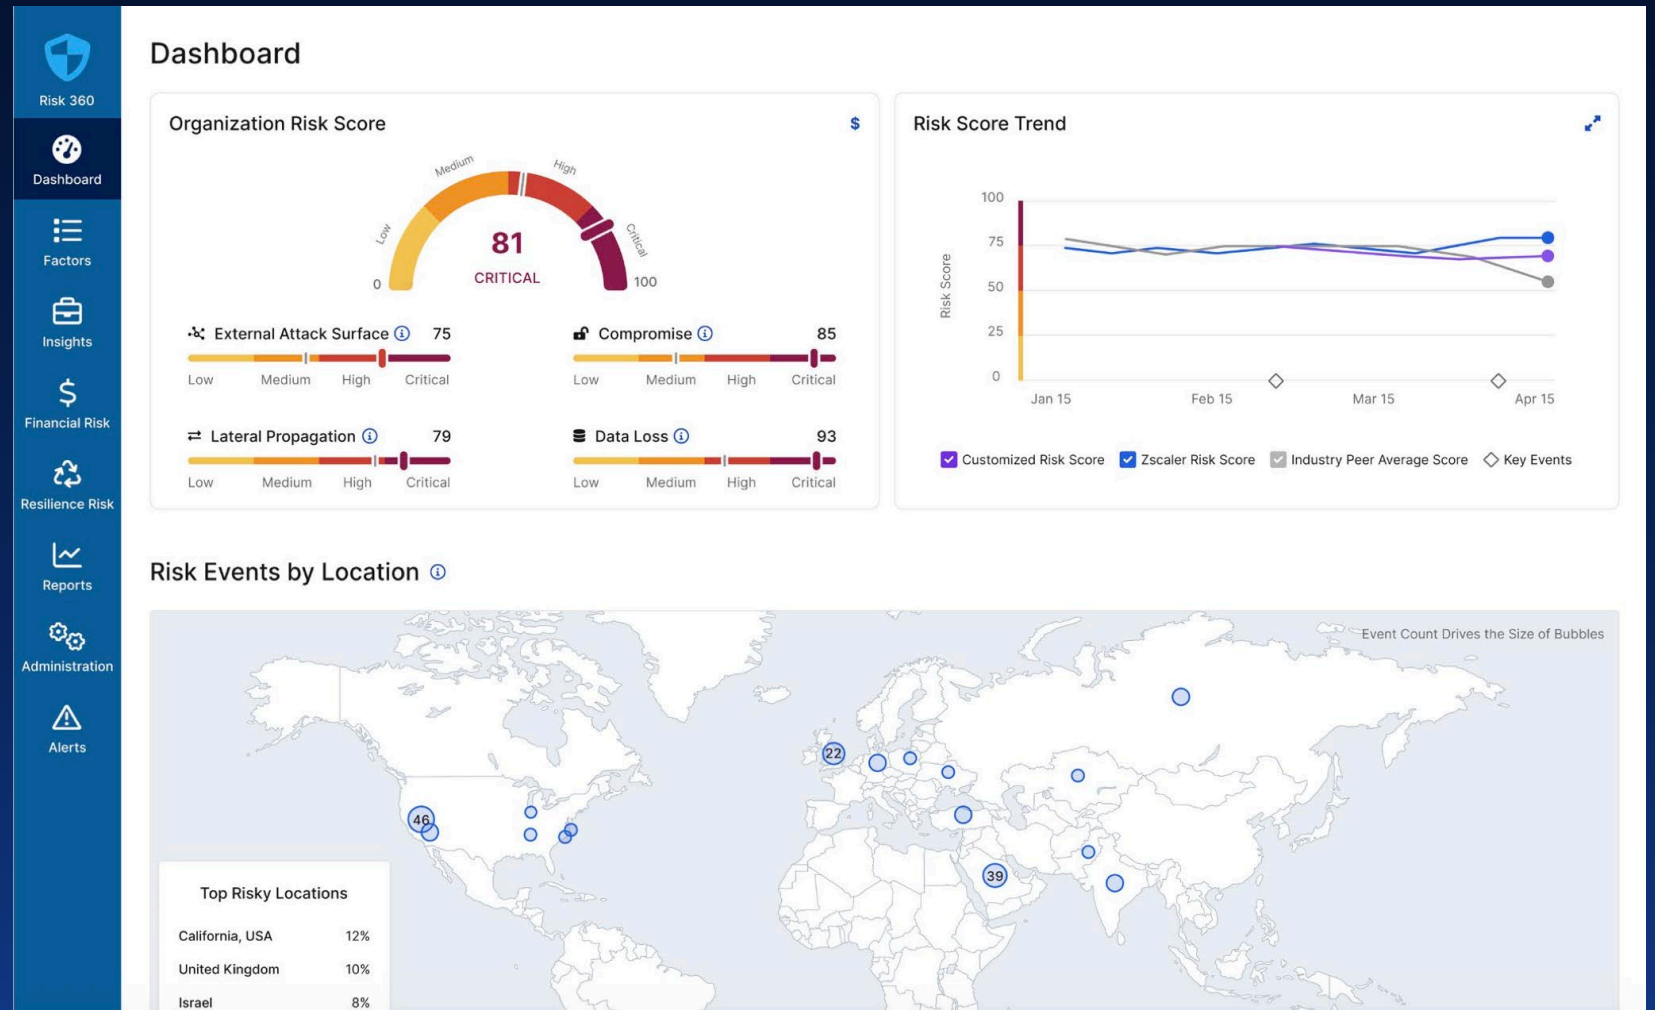 Risk 360
Dashboard
Factors
Insights
Financial Risk
Resilience Risk
Reports
Administration
Alerts
Dashboard
Organization Risk Score
$
Low
Medium
High
Critical
0
81
CRITICAL
100
External Attack Surface 75
Low Medium High Critical
Compromise 85
Low Medium High Critical
Lateral Propagation 79
Low Medium High Critical
Data Loss 93
Low Medium High Critical
Risk Score Trend
Risk Score
100
75
50
25
0
Jan 15 Feb 15 Mar 15 Apr 15
Customized Risk Score Zscaler Risk Score Industry Peer Average Score Key Events
Risk Events by Location
Event Count Drives the Size of Bubbles
22
46
39
Top Risky Locations
California, USA 12%
United Kingdom 10%
Israel 8%